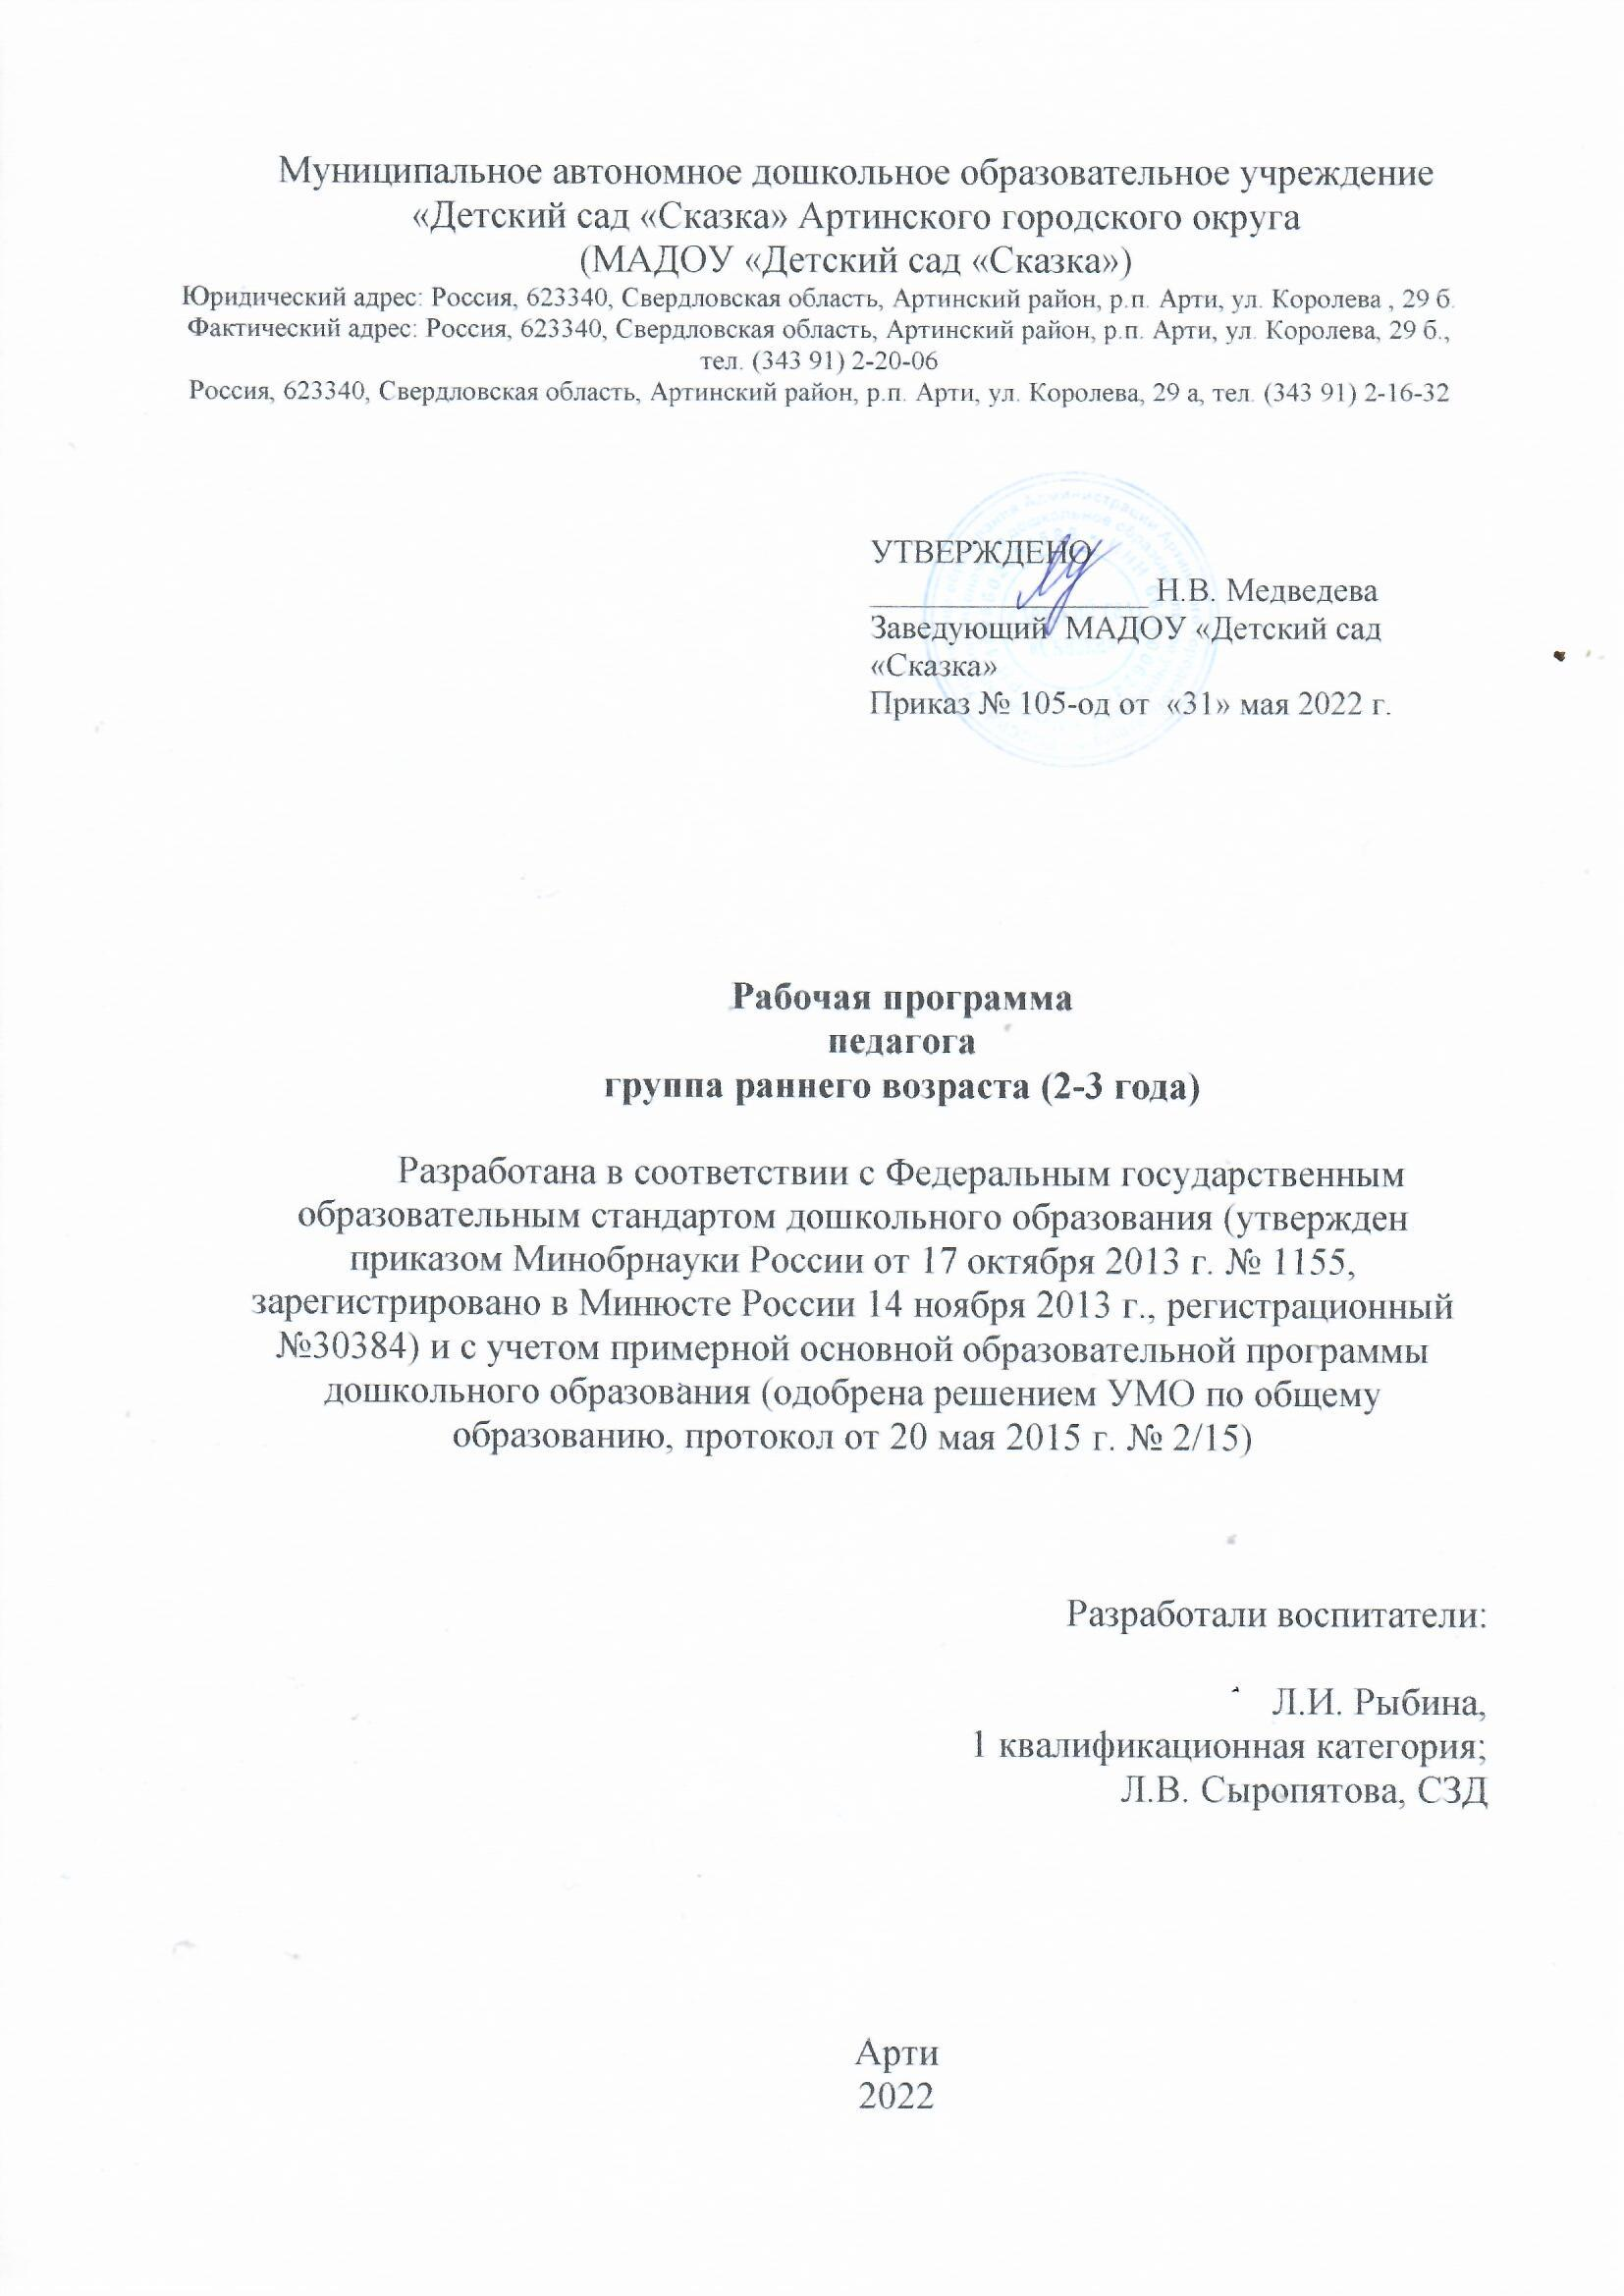 Муниципальное автономное дошкольное образовательное учреждение
«Детский сад «Сказка» Артинского городского округа
(МАДОУ «Детский сад «Сказка»)
Юридический адрес: Россия, 623340, Свердловская область, Артинский район, р.п. Арти, ул. Королева , 29 б.
Фактический адрес: Россия, 623340, Свердловская область, Артинский район, р.п. Арти, ул. Королева, 29 б.,
тел. (343 91) 2-20-06
Россия, 623340, Свердловская область, Артинский район, р.п. Арти, ул. Королева, 29 а, тел. (343 91) 2-16-32
УТВЕРЖДЕНО
________________ Н.В. Медведева
Заведующий МАДОУ «Детский сад
«Сказка»
Приказ № 105-од от «31» мая 2022 г.
Рабочая программа
педагога
группа раннего возраста (2-3 года)
Разработана в соответствии с Федеральным государственным
образовательным стандартом дошкольного образования (утвержден
приказом Минобрнауки России от 17 октября 2013 г. № 1155,
зарегистрировано в Минюсте России 14 ноября 2013 г., регистрационный
№30384) и с учетом примерной основной образовательной программы
дошкольного образования (одобрена решением УМО по общему
образованию, протокол от 20 мая 2015 г. № 2/15)
Разработали воспитатели:
Л.И. Рыбина,
1 квалификационная категория;
Л.В. Сыропятова, СЗД
Арти
2022